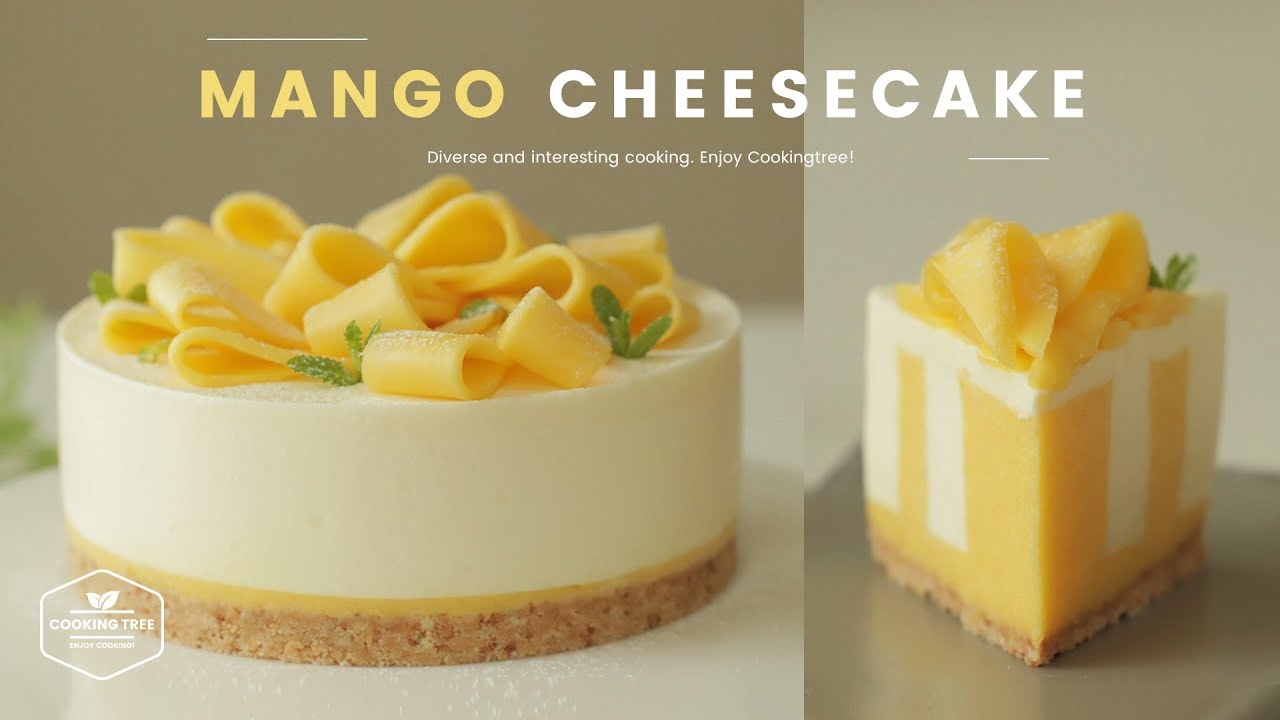 MANGO CHEESECAKE
Diverse and interesting cooking. Enjoy Cookingtree!
COOKING TREE
ENJOY COOKING!